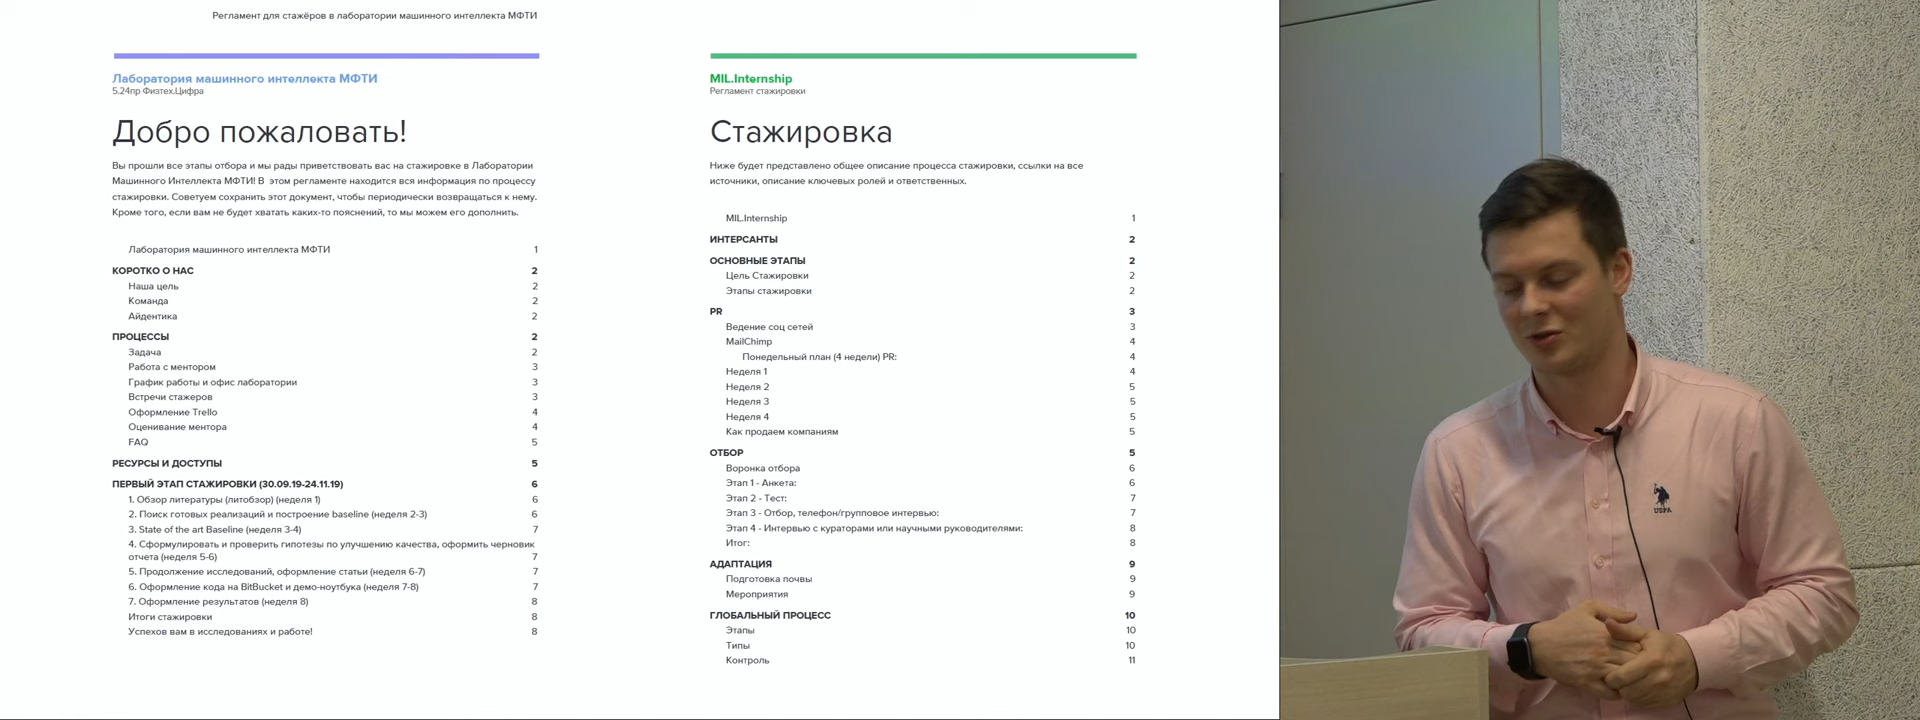 Регламент для стажёров в лаборатории машинного интеллекта МФТИ
Лаборатория машинного интеллекта МФТИ
5.24пр Физтех.Цифра
Добро пожаловать!
Вы прошли все этапы отбора и мы рады приветствовать вас на стажировке в Лаборатории
Машинного Интеллекта МФТИ! В этом регламенте находится вся информация по процессу
стажировки. Советуем сохранить этот документ, чтобы периодически возвращаться к нему.
Кроме того, если вам не будет хватать каких-то пояснений, то мы можем его дополнить.
Лаборатория машинного интеллекта МФТИ 1
КОРОТКО О НАС 2
Наша цель 2
Команда 2
Айдентика 2
ПРОЦЕССЫ 2
Задача 2
Работа с ментором 3
График работы и офис лаборатории 3
Встречи стажеров 3
Оформление Trello 4
Оценивание ментора 4
FAQ 5
РЕСУРСЫ И ДОСТУПЫ 5
ПЕРВЫЙ ЭТАП СТАЖИРОВКИ (30.09.19-24.11.19) 6
1. Обзор литературы (литобзор) (неделя 1) 6
2. Поиск готовых реализаций и построение baseline (неделя 2-3) 6
3. State of the art Baseline (неделя 3-4) 7
4. Сформулировать и проверить гипотезы по улучшению качества, оформить черновик
отчета (неделя 5-6) 7
5. Продолжение исследований, оформление статьи (неделя 6-7) 7
6. Оформление кода на BitBucket и демо-ноутбука (неделя 7-8) 7
7. Оформление результатов (неделя 8) 8
Итоги стажировки 8
Успехов вам в исследованиях и работе! 8
MIL.Internship
Регламент стажировки
Стажировка
Ниже будет представлено общее описание процесса стажировки, ссылки на все
источники, описание ключевых ролей и ответственных.
MIL.Internship 1
ИНТЕРСАНТЫ 2
ОСНОВНЫЕ ЭТАПЫ 2
Цель Стажировки 2
Этапы стажировки 2
PR 3
Ведение соц сетей 3
MailChimp 4
Понедельный план (4 недели) PR: 4
Неделя 1 4
Неделя 2 5
Неделя 3 5
Неделя 4 5
Как продаем компаниям 5
ОТБОР 5
Воронка отбора 6
Этап 1 - Анкета: 6
Этап 2 - Тест: 7
Этап 3 - Отбор, телефон/групповое интервью: 7
Этап 4 - Интервью с кураторами или научными руководителями: 8
Итог: 8
АДАПТАЦИЯ 9
Подготовка почвы 9
Мероприятия 9
ГЛОБАЛЬНЫЙ ПРОЦЕСС 10
Этапы 10
Типы 10
Контроль 11
USPA